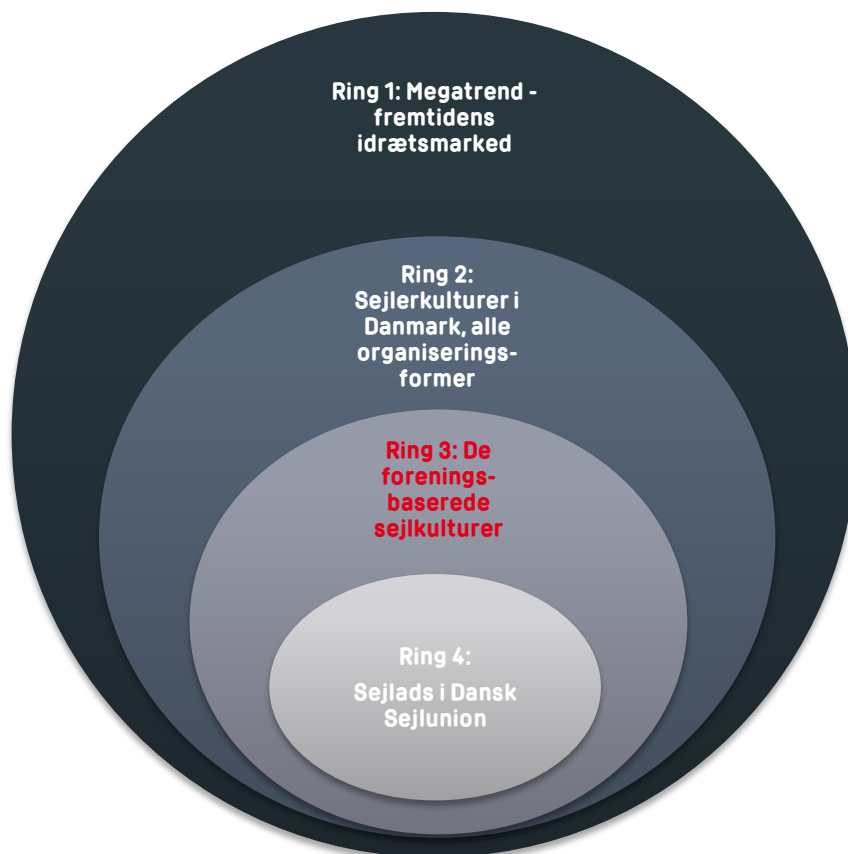 Ring 1: Megatrend -
fremtidens
idrætsmarked
Ring 2:
Sejlerkulturer i
Danmark, alle
organiserings-
former
Ring 3: De
forenings-
baserede
sejlkulturer
Ring 4:
Sejlads i Dansk
Sejlunion